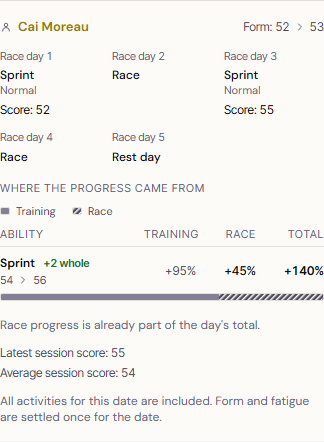 Cai Moreau Form: 52 > 53
Race day 1 Race day 2 Race day 3
Sprint Race Sprint
Normal Normal
Score: 52 Score: 55
Race day 4 Race day 5
Race Rest day
WHERE THE PROGRESS CAME FROM
Training Race
ABILITY TRAINING RACE TOTAL
Sprint +2 whole +95% +45% +140%
54 > 56
Race progress is already part of the day's total.
Latest session score: 55
Average session score: 54
All activities for this date are included. Form and fatigue
are settled once for the date.